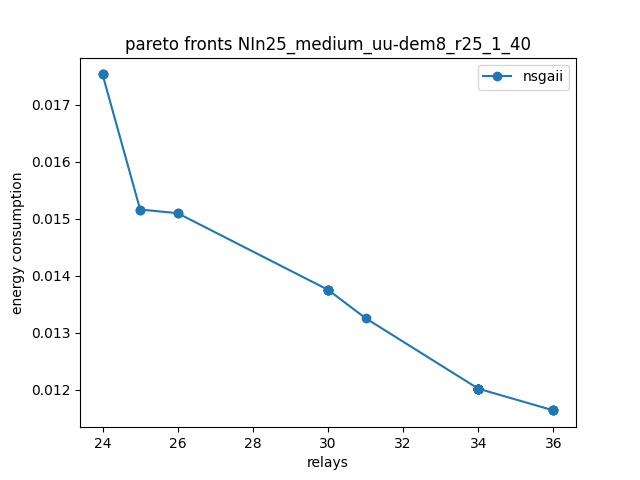 pareto fronts NIn25_medium_uu-dem8_r25_1_40
nsgaii
energy consumption
0.017
0.016
0.015
0.014
0.013
0.012
24 26 28 30 32 34 36
relays